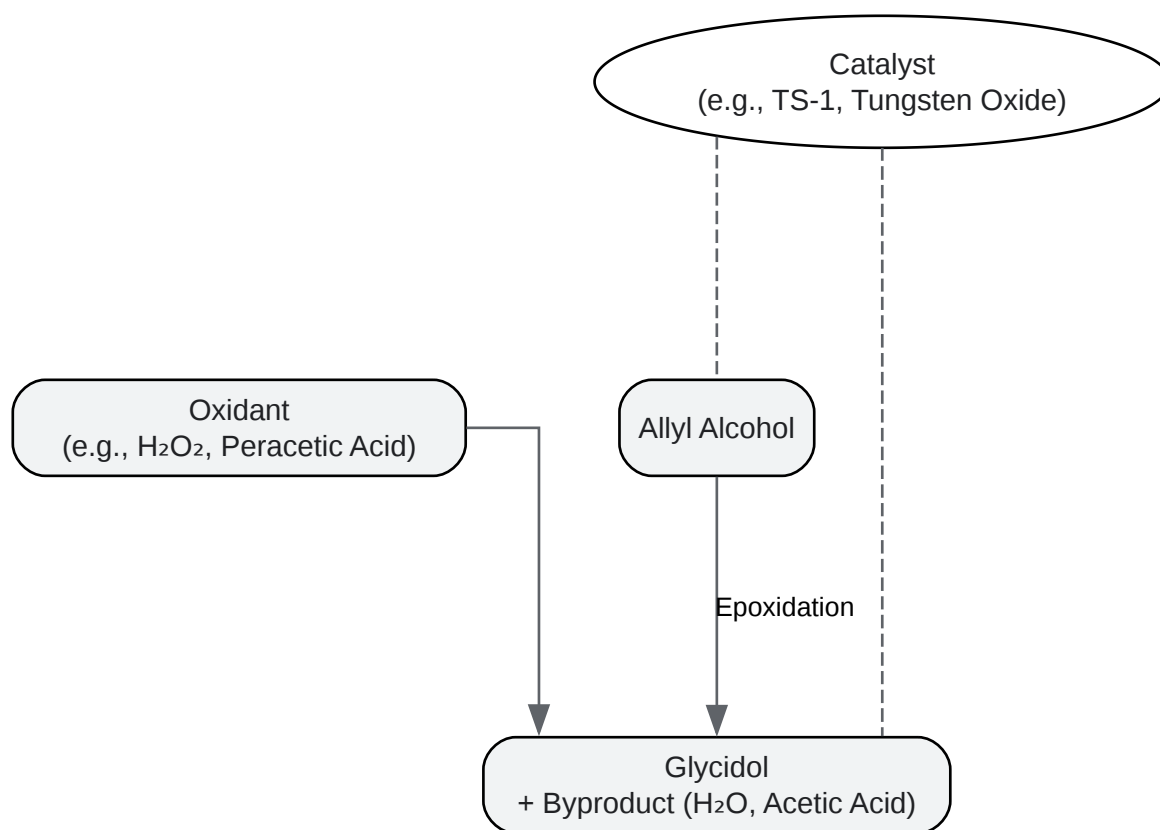 Catalyst
(e.g., TS-1, Tungsten Oxide)
Oxidant
(e.g., H₂O₂, Peracetic Acid)
Allyl Alcohol
Epoxidation
Glycidol
+ Byproduct (H₂O, Acetic Acid)